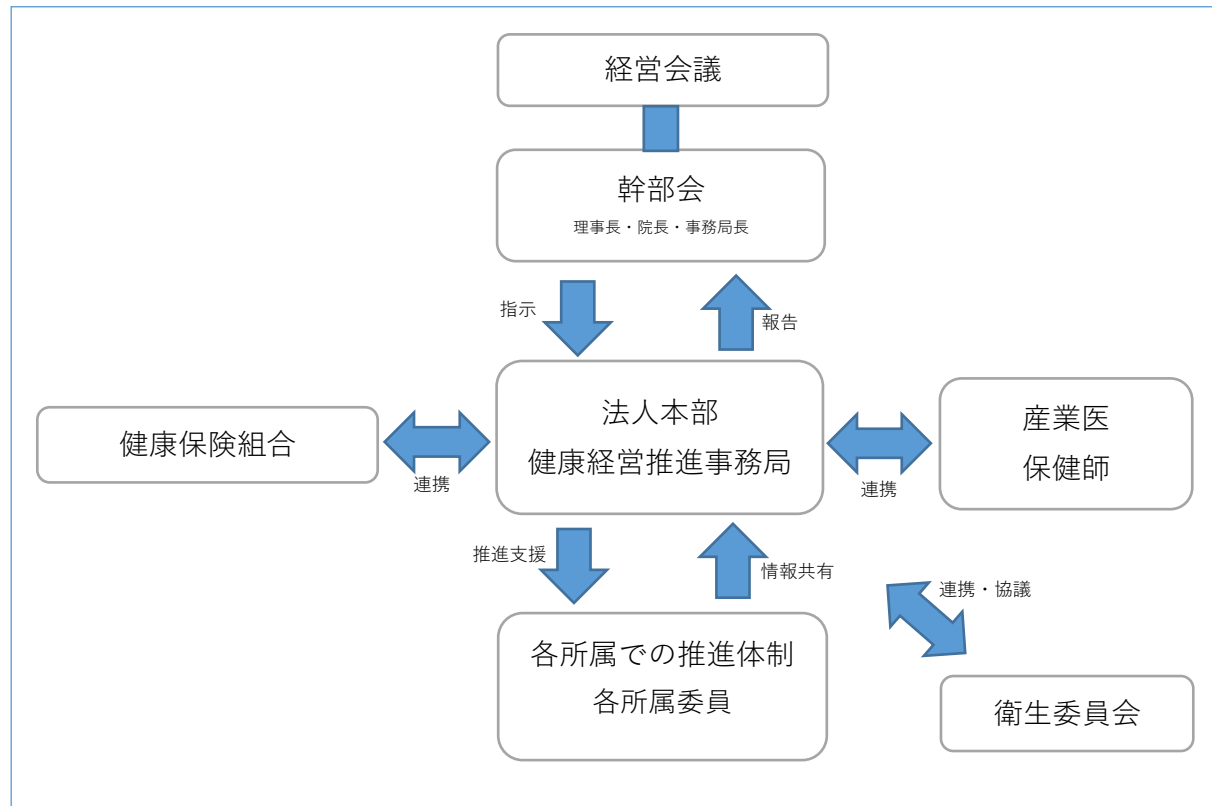 経営会議
幹部会
理事長・院長・事務局長
指示
報告
法人本部
健康経営推進事務局
健康保険組合
連携
産業医
保健師
連携
推進支援
情報共有
連携・協議
各所属での推進体制
各所属委員
衛生委員会